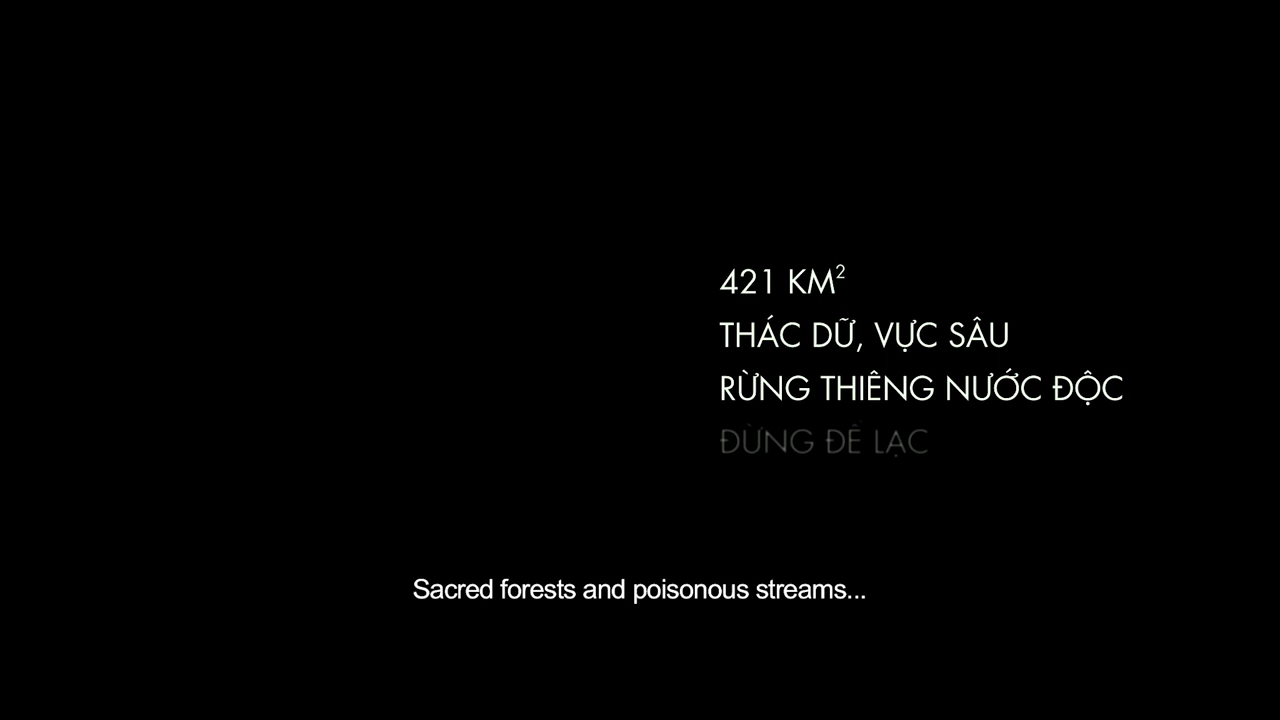 421 KM²
THÁC DỮ, VỰC SÂU
RỪNG THIÊNG NƯỚC ĐỘC
ĐỪNG ĐỂ LẠC
Sacred forests and poisonous streams...